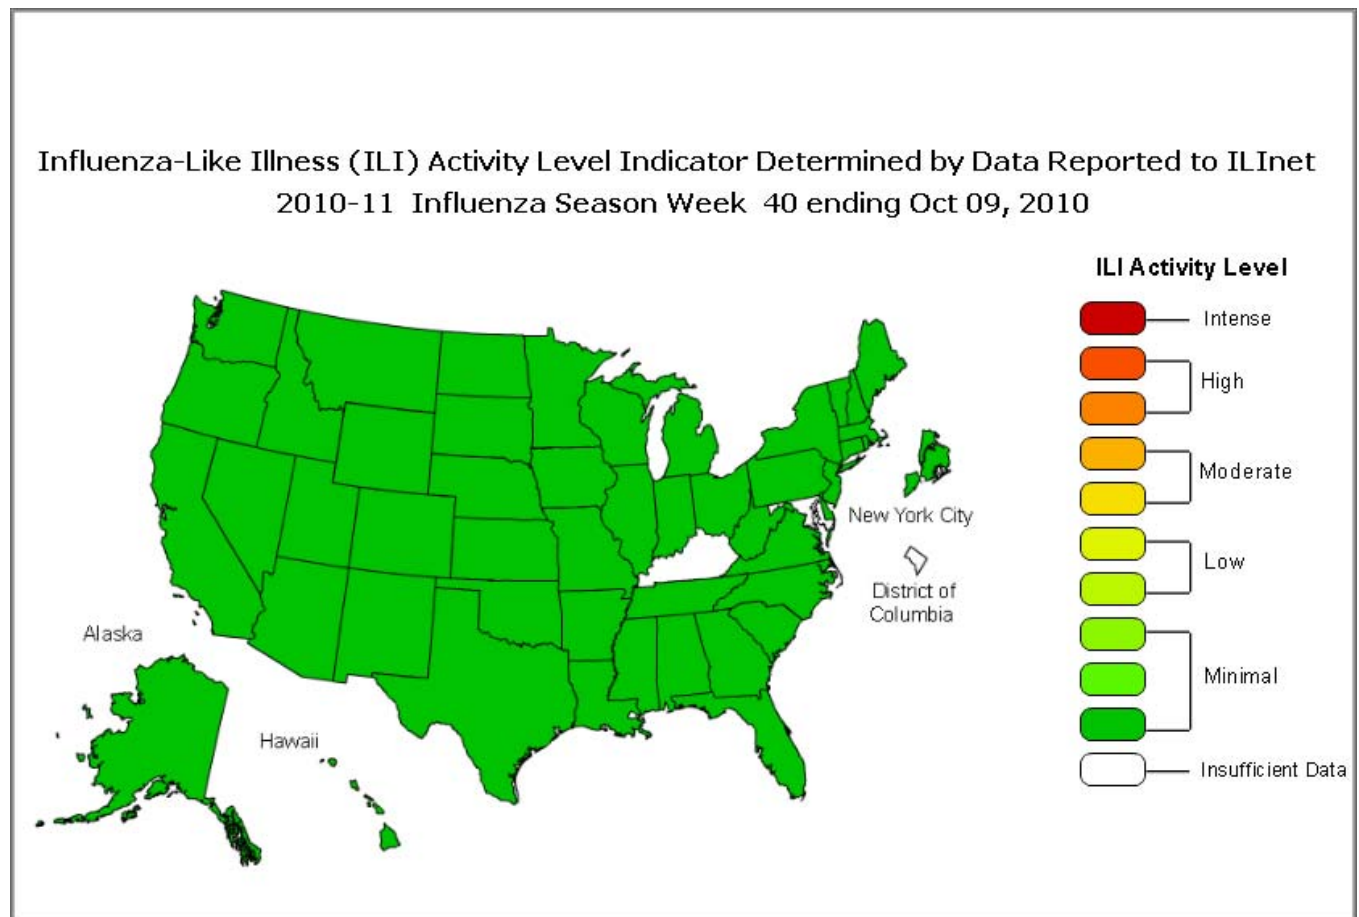 Influenza-Like Illness (ILI) Activity Level Indicator Determined by Data Reported to ILInet
2010-11 Influenza Season Week 40 ending Oct 09, 2010
ILI Activity Level
Intense
High
Moderate
New York City
Low
District of
Columbia
Alaska
Minimal
Hawaii
Insufficient Data